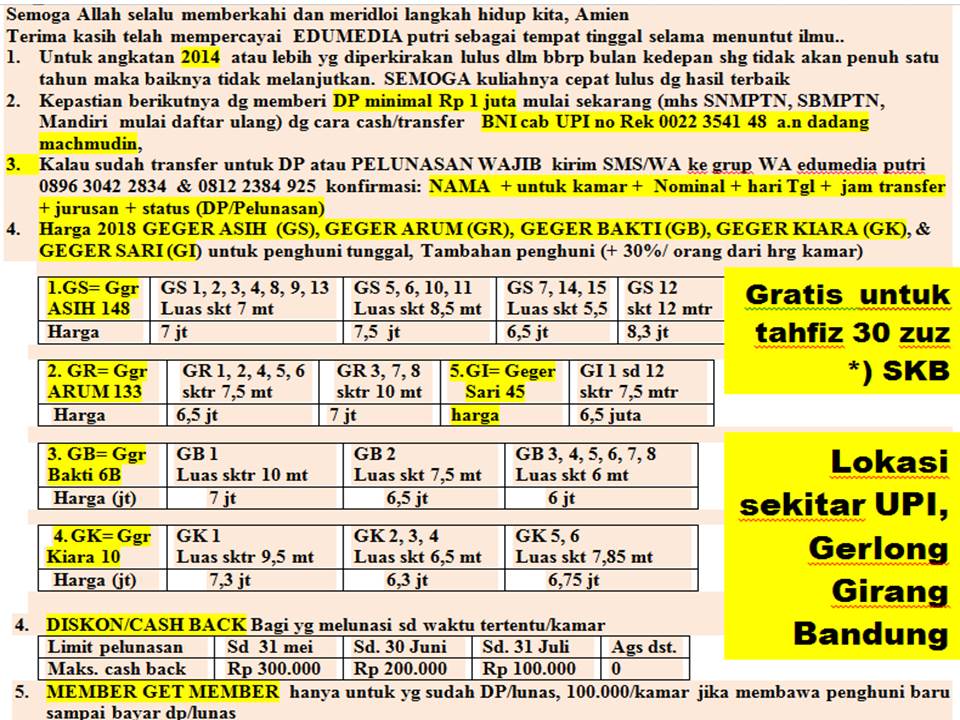 Semoga Allah selalu memberkahi dan meridloi langkah hidup kita, Amien
Terima kasih telah mempercayai EDUMEDIA putri sebagai tempat tinggal selama menuntut ilmu..
1. Untuk angkatan 2014 atau lebih yg diperkirakan lulus dlm bbrp bulan kedepan shg tidak akan penuh satu
tahun maka baiknya tidak melanjutkan. SEMOGA kuliahnya cepat lulus dg hasil terbaik
2. Kepastian berikutnya dg memberi DP minimal Rp 1 juta mulai sekarang (mhs SNMPTN, SBMPTN,
Mandiri mulai daftar ulang) dg cara cash/transfer BNI cab UPI no Rek 0022 3541 48 a.n dadang
machmudin,
3. Kalau sudah transfer untuk DP atau PELUNASAN WAJIB kirim SMS/WA ke grup WA edumedia putri
0896 3042 2834 & 0812 2384 925 konfirmasi: NAMA + untuk kamar + Nominal + hari Tgl + jam transfer
+ jurusan + status (DP/Pelunasan)
4. Harga 2018 GEGER ASIH (GS), GEGER ARUM (GR), GEGER BAKTI (GB), GEGER KIARA (GK), &
GEGER SARI (GI) untuk penghuni tunggal, Tambahan penghuni (+ 30%/ orang dari hrg kamar)
1.GS= Ggr GS 1, 2, 3, 4, 8, 9, 13 GS 5, 6, 10, 11 GS 7, 14, 15 GS 12
ASIH 148 Luas skt 7 mt Luas skt 8,5 mt Luas skt 5,5 skt 12 mtr
Harga 7 jt 7,5 jt 6,5 jt 8,3 jt
Gratis untuk
tahfiz 30 zuz
*) SKB
2. GR= Ggr GR 1, 2, 4, 5, 6 GR 3, 7, 8 5.GI= Geger GI 1 sd 12
ARUM 133 sktr 7,5 mt sktr 10 mt Sari 45 sktr 7,5 mtr
Harga 6,5 jt 7 jt harga 6,5 juta
3. GB= Ggr GB 1 GB 2 GB 3, 4, 5, 6, 7, 8
Bakti 6B Luas sktr 10 mt Luas skt 7,5 mt Luas skt 6 mt
Harga (jt) 7 jt 6,5 jt 6 jt
Lokasi
sekitar UPI,
Gerlong
Girang
Bandung
4. GK= Ggr GK 1 GK 2, 3, 4 GK 5, 6
Kiara 10 Luas sktr 9,5 mt Luas skt 6,5 mt Luas skt 7,85 mt
Harga (jt) 7,3 jt 6,3 jt 6,75 jt
4. DISKON/CASH BACK Bagi yg melunasi sd waktu tertentu/kamar
Limit pelunasan Sd 31 mei Sd. 30 Juni Sd. 31 Juli Ags dst.
Maks. cash back Rp 300.000 Rp 200.000 Rp 100.000 0
5. MEMBER GET MEMBER hanya untuk yg sudah DP/lunas, 100.000/kamar jika membawa penghuni baru
sampai bayar dp/lunas